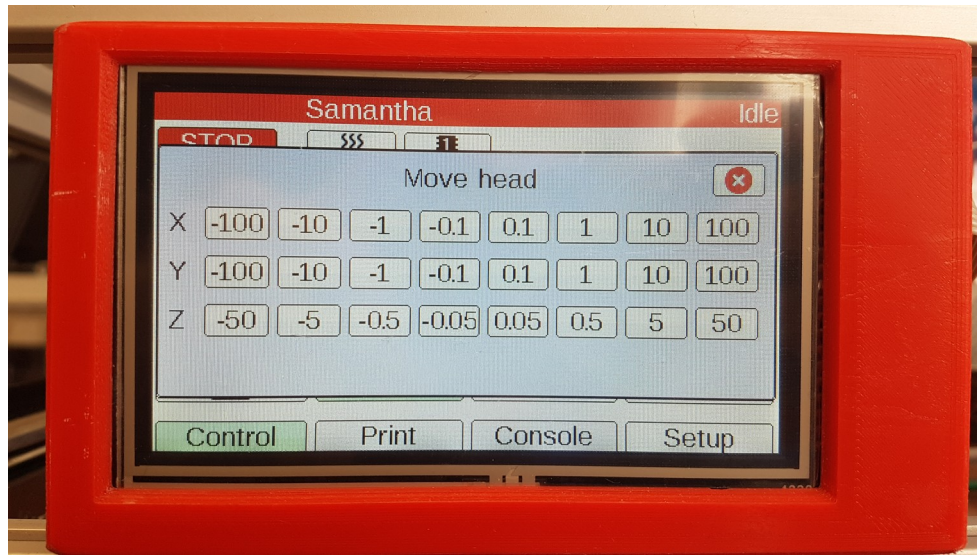 Samantha Idle
STOP 1
Move head
X -100 -10 -1 -0.1 0.1 1 10 100
Y -100 -10 -1 -0.1 0.1 1 10 100
Z -50 -5 -0.5 -0.05 0.05 0.5 5 50
Control Print Console Setup